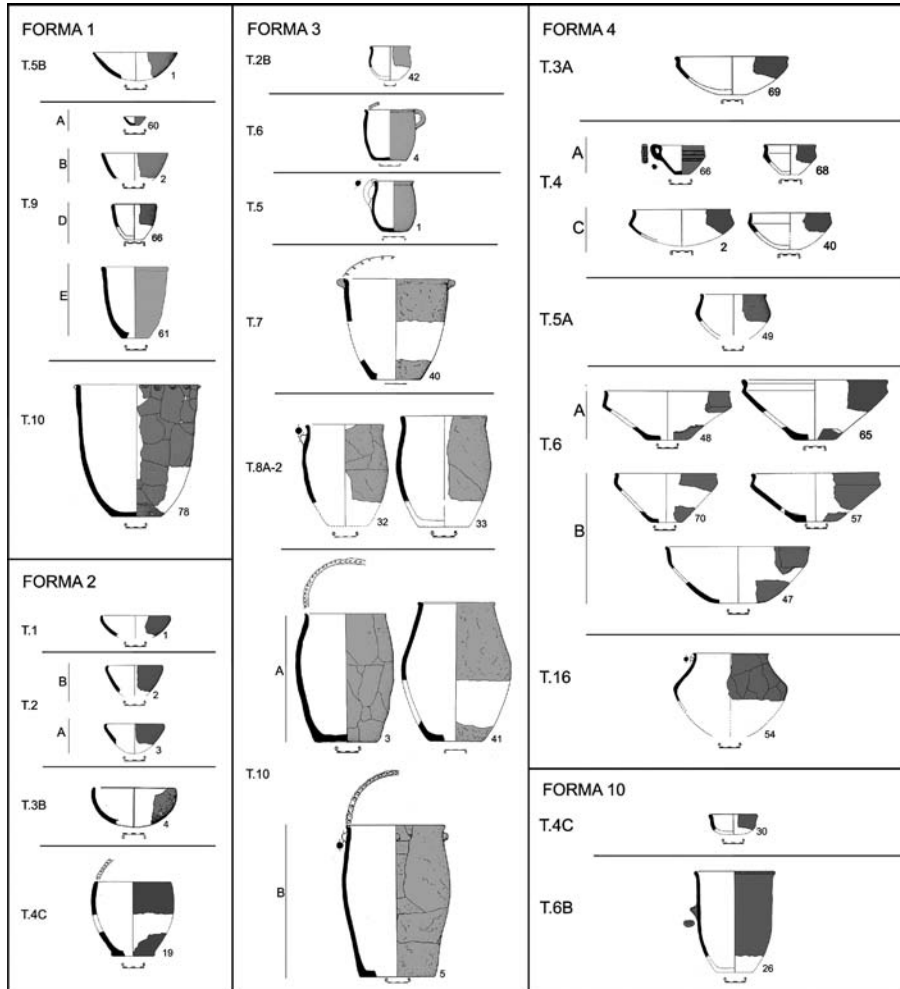 FORMA 1
T.5B
1
A
60
B
2
T.9
D
66
E
61
T.10
78
FORMA 2
T.1
1
B
2
T.2
A
3
T.3B
4
T.4C
19
FORMA 3
T.2B
42
T.6
4
T.5
1
T.7
40
T.8A-2
32
33
A
3
41
T.10
B
5
FORMA 4
T.3A
69
A
66
68
T.4
C
2
40
T.5A
49
A
48
65
T.6
B
70
57
47
T.16
54
FORMA 10
T.4C
30
T.6B
26